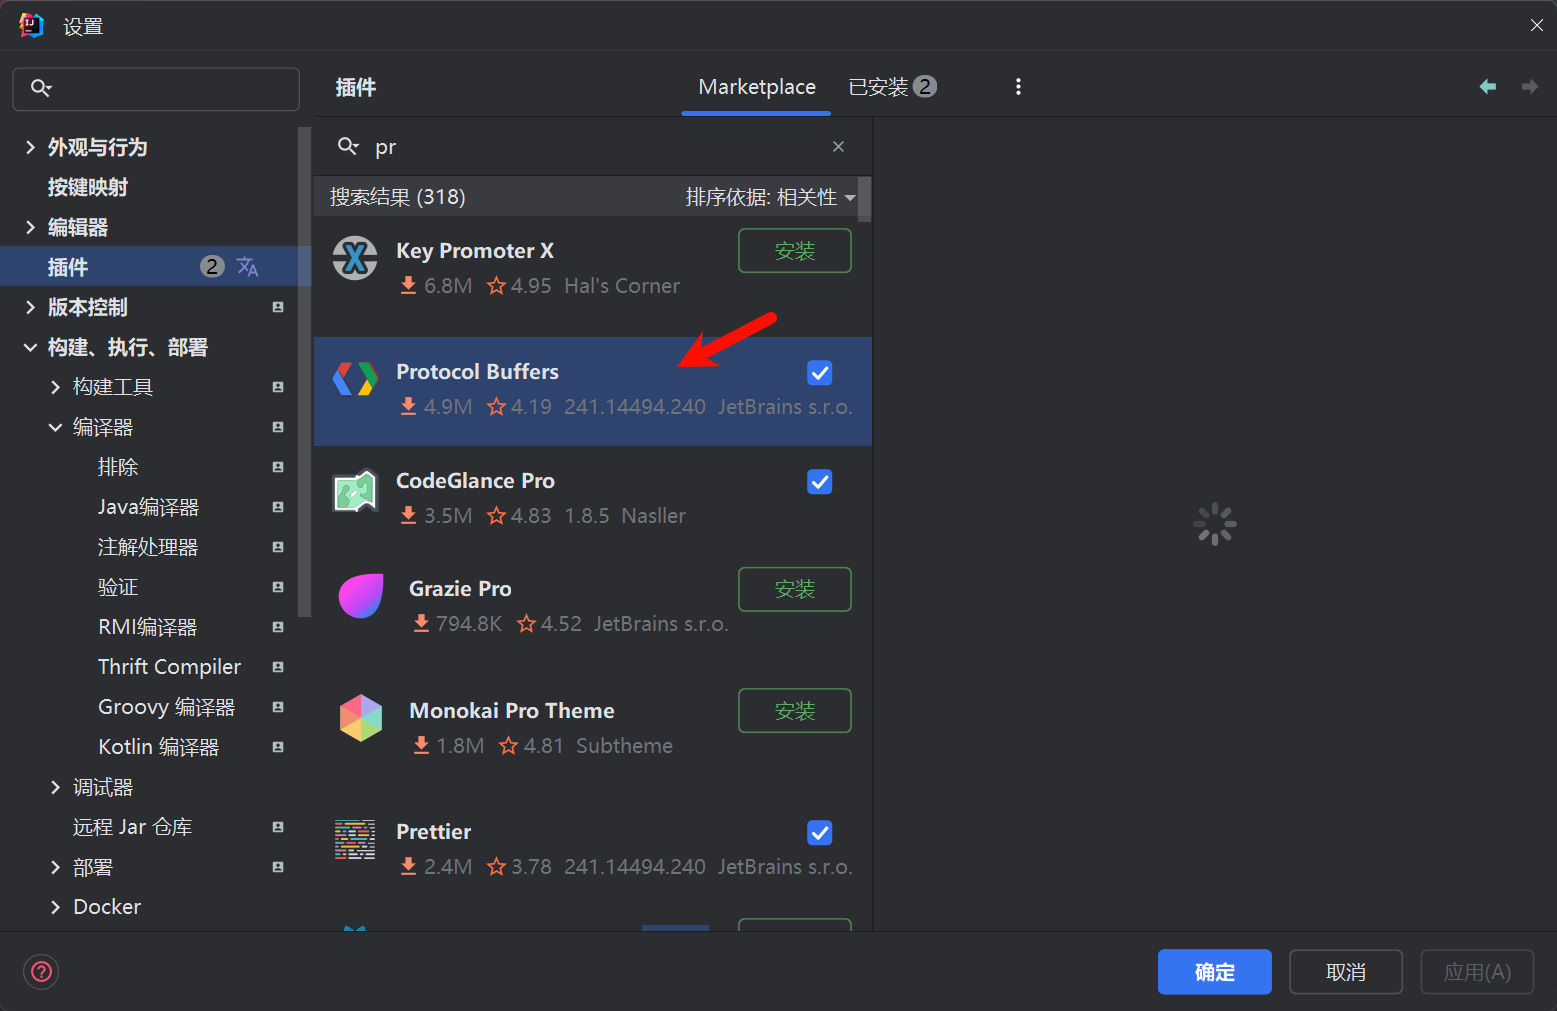 设置
插件
Marketplace
已安装 2
外观与行为
按键映射
编辑器
插件 2
版本控制
构建、执行、部署
构建工具
编译器
排除
Java编译器
注解处理器
验证
RMI编译器
Thrift Compiler
Groovy 编译器
Kotlin 编译器
调试器
远程 Jar 仓库
部署
Docker
pr
搜索结果 (318) 排序依据: 相关性
Key Promoter X 安装
6.8M 4.95 Hal's Corner
Protocol Buffers
4.9M 4.19 241.14494.240 JetBrains s.r.o.
CodeGlance Pro
3.5M 4.83 1.8.5 Nasller
Grazie Pro 安装
794.8K 4.52 JetBrains s.r.o.
Monokai Pro Theme 安装
1.8M 4.81 Subtheme
Prettier
2.4M 3.78 241.14494.240 JetBrains s.r.o.
确定 取消 应用(A)